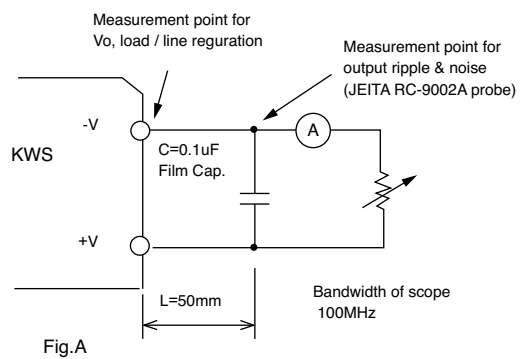 Measurement point for
Vo, load / line reguration
Measurement point for
output ripple & noise
(JEITA RC-9002A probe)
-V
A
KWS
C=0.1uF
Film Cap.
+V
L=50mm
Bandwidth of scope
100MHz
Fig.A